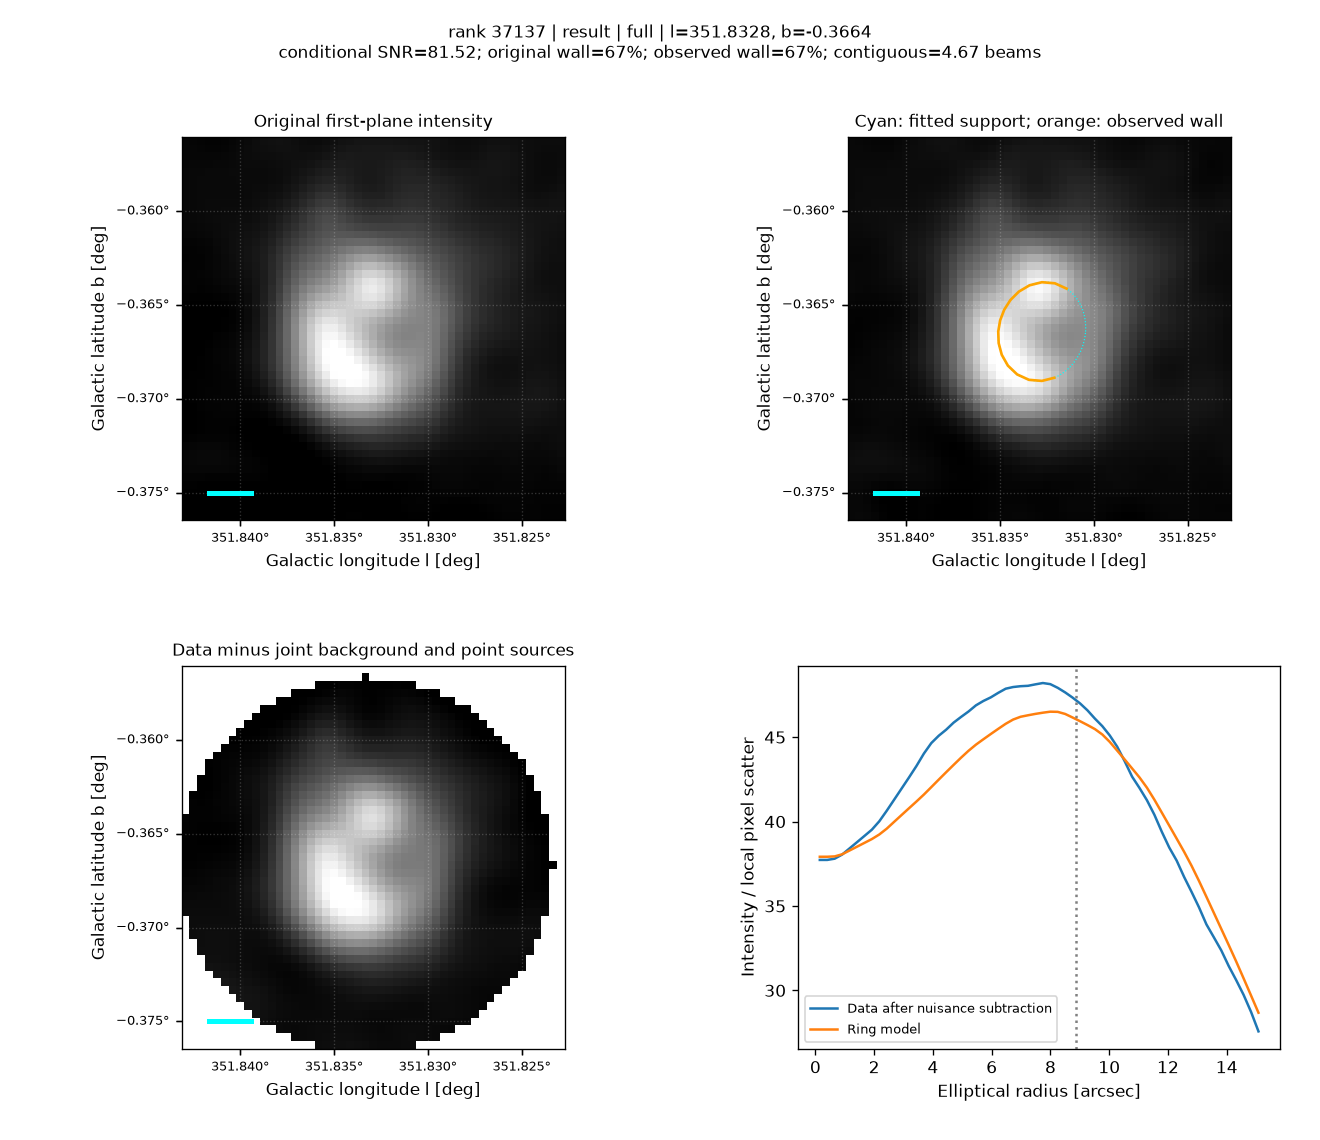 rank 37137 | result | full | l=351.8328, b=-0.3664
conditional SNR=81.52; original wall=67%; observed wall=67%; contiguous=4.67 beams
Original first-plane intensity
Cyan: fitted support; orange: observed wall
−0.360°
−0.365°
−0.370°
−0.375°
Galactic latitude b [deg]
351.840°
351.835°
351.830°
351.825°
Galactic longitude l [deg]
−0.360°
−0.365°
−0.370°
−0.375°
Galactic latitude b [deg]
351.840°
351.835°
351.830°
351.825°
Galactic longitude l [deg]
Data minus joint background and point sources
−0.360°
−0.365°
−0.370°
−0.375°
Galactic latitude b [deg]
351.840°
351.835°
351.830°
351.825°
Galactic longitude l [deg]
45
40
35
30
Intensity / local pixel scatter
Data after nuisance subtraction
Ring model
0
2
4
6
8
10
12
14
Elliptical radius [arcsec]